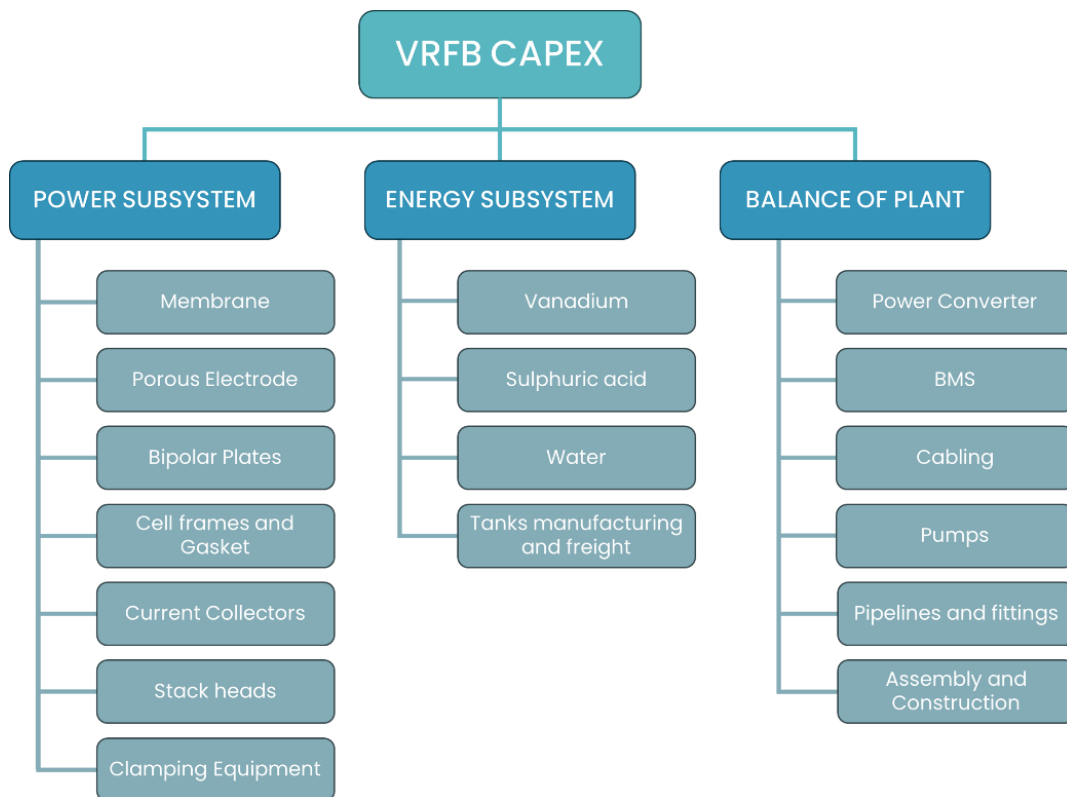 VRFB CAPEX
POWER SUBSYSTEM
Membrane
Porous Electrode
Bipolar Plates
Cell frames and
Gasket
Current Collectors
Stack heads
Clamping Equipment
ENERGY SUBSYSTEM
Vanadium
Sulphuric acid
Water
Tanks manufacturing
and freight
BALANCE OF PLANT
Power Converter
BMS
Cabling
Pumps
Pipelines and fittings
Assembly and
Construction